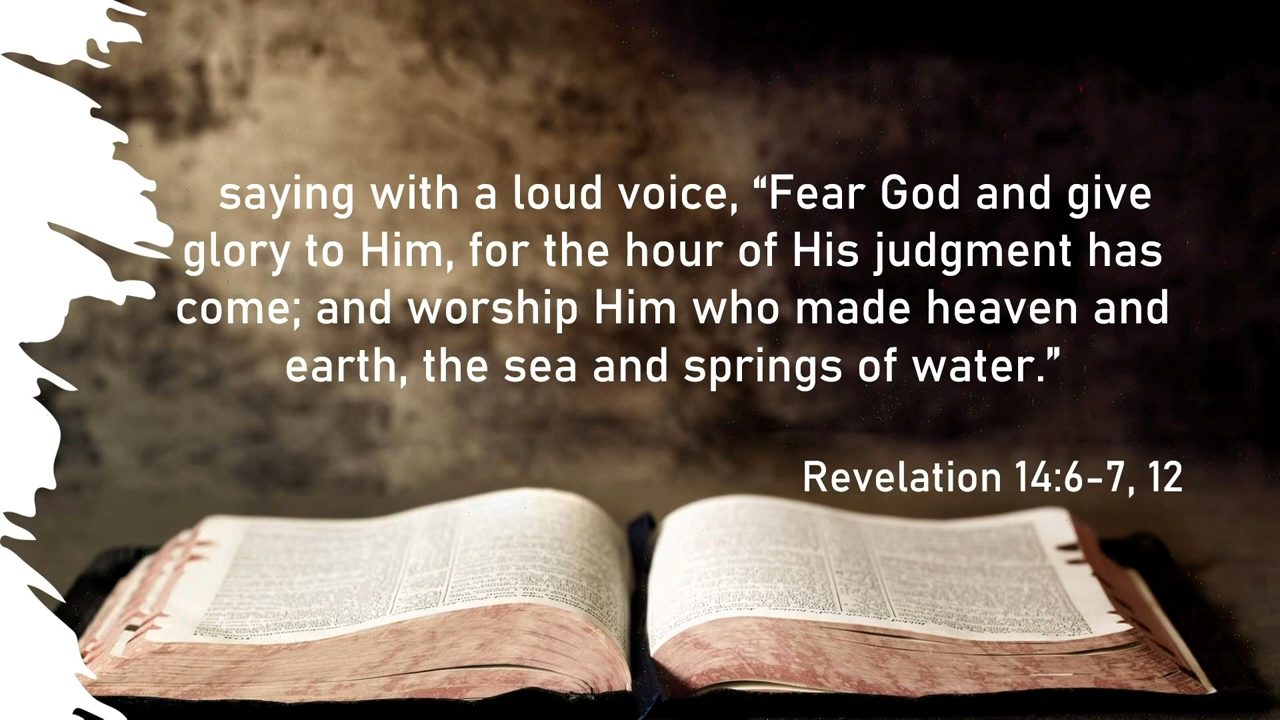 saying with a loud voice, “Fear God and give
glory to Him, for the hour of His judgment has
come; and worship Him who made heaven and
earth, the sea and springs of water.”
Revelation 14:6-7, 12